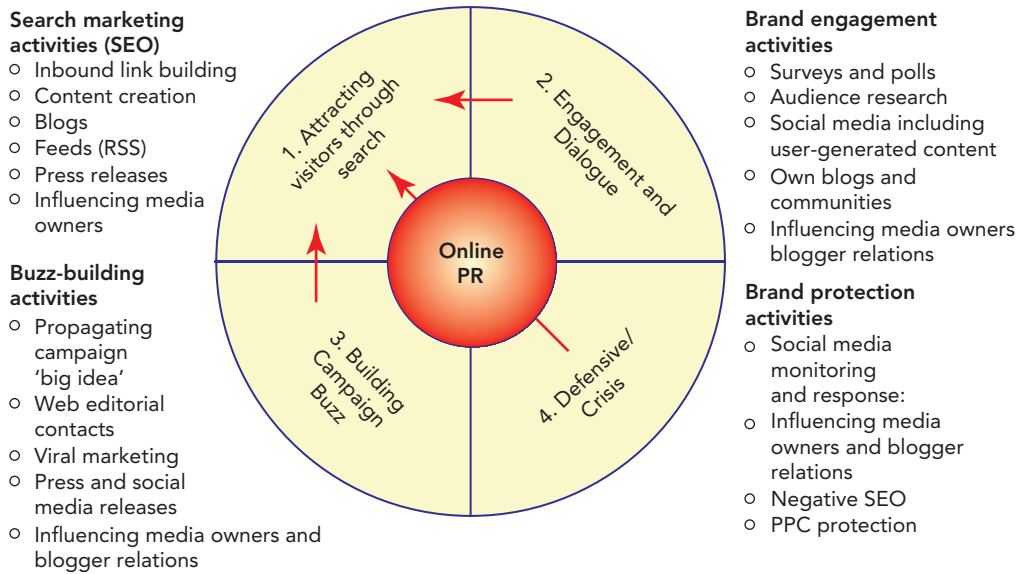 Search marketing
activities (SEO)
Inbound link building
Content creation
Blogs
Feeds (RSS)
Press releases
Influencing media
owners
Buzz-building
activities
Propagating
campaign
‘big idea’
Web editorial
contacts
Viral marketing
Press and social
media releases
Influencing media owners and
blogger relations
1. Attracting
visitors through
search
2. Engagement and
Dialogue
Online
PR
3. Building
Campaign
Buzz
4. Defensive/
Crisis
Brand engagement
activities
Surveys and polls
Audience research
Social media including
user-generated content
Own blogs and
communities
Influencing media owners
blogger relations
Brand protection
activities
Social media
monitoring
and response:
Influencing media
owners and blogger
relations
Negative SEO
PPC protection